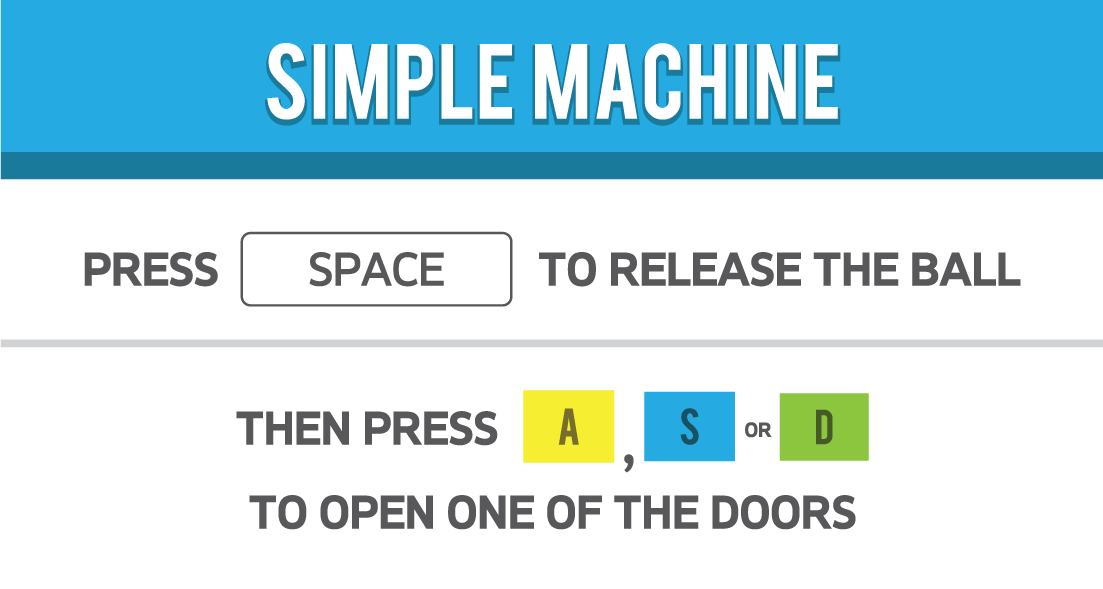 SIMPLE MACHINE
PRESS SPACE TO RELEASE THE BALL
THEN PRESS A , S OR D
TO OPEN ONE OF THE DOORS